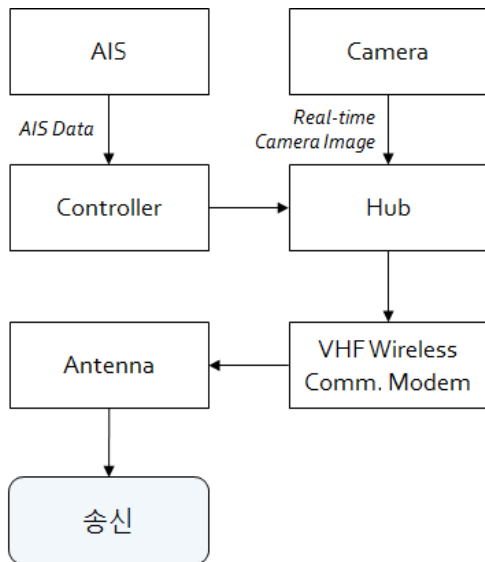 AIS
Camera
AIS Data
Real-time
Camera Image
Controller
Hub
Antenna
VHF Wireless
Comm. Modem
송신